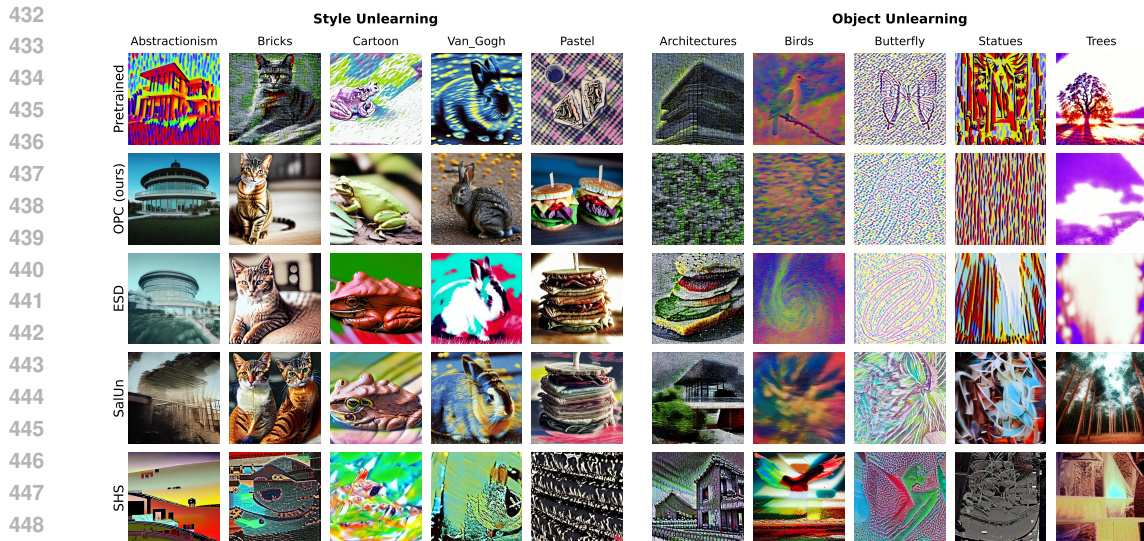 432
Style Unlearning Object Unlearning
433
Abstractionism Bricks Cartoon Van_Gogh Pastel Architectures Birds Butterfly Statues Trees
434
Pretrained
435
436
437
OPC (ours)
438
439
440
ESD
441
442
443
SalUn
444
445
446
SHS
447
448